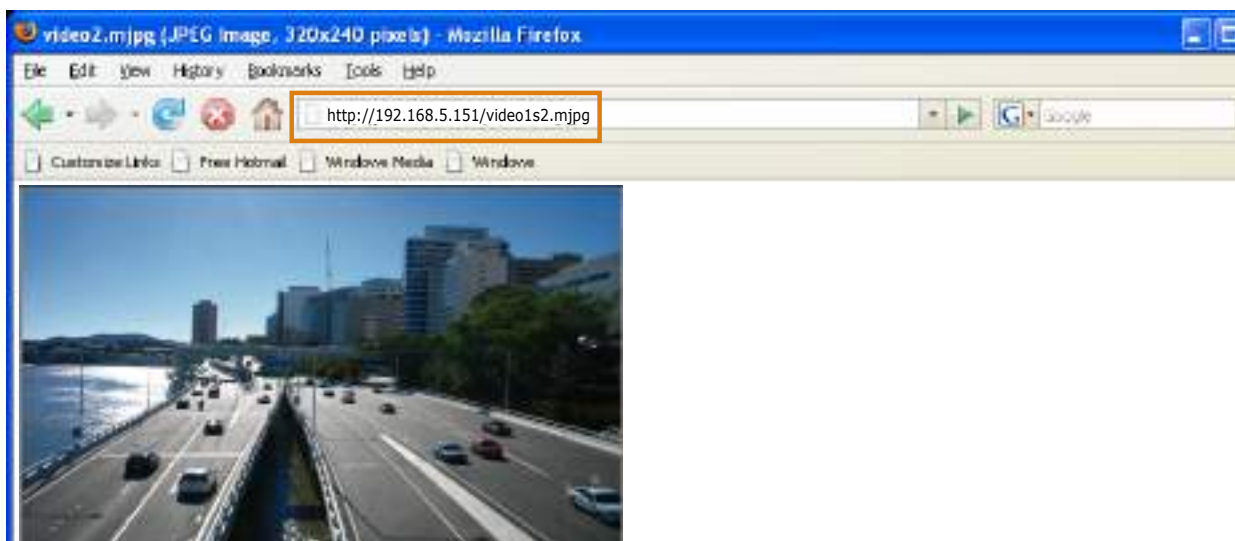 video2.mjpg (JPEG Image, 320x240 pixels) - Mozilla Firefox
File Edit View History Bookmarks Tools Help
http://192.168.5.151/video1s2.mjpg
Google
Customize Links Free Hotmail Windows Media Windows